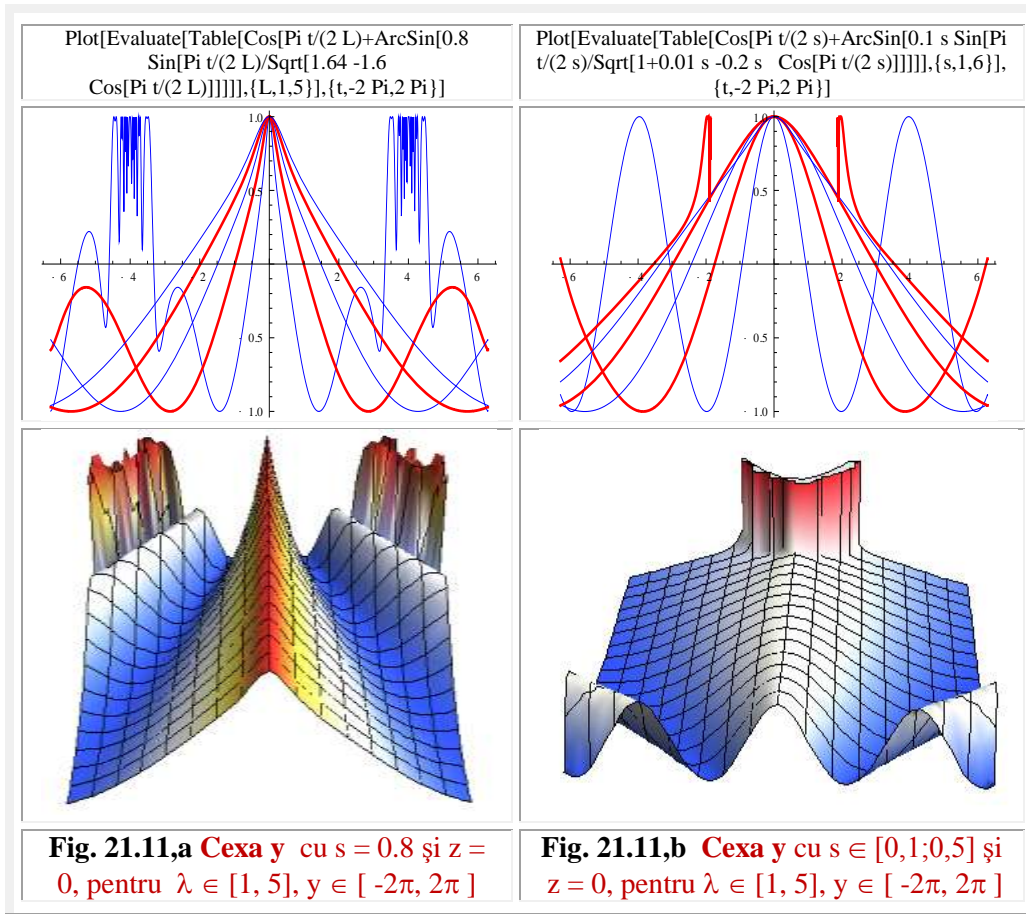 Plot[Evaluate[Table[Cos[Pi t/(2 L)+ArcSin[0.8
Sin[Pi t/(2 L)/Sqrt[1.64 -1.6
Cos[Pi t/(2 L)]]]]],{L,1,5}],{t,-2 Pi,2 Pi}]
Plot[Evaluate[Table[Cos[Pi t/(2 s)+ArcSin[0.1 s Sin[Pi
t/(2 s)/Sqrt[1+0.01 s -0.2 s Cos[Pi t/(2 s)]]]]],{s,1,6}],
{t,-2 Pi,2 Pi}]
1.0
0.5
- 6 - 4 - 2 2 4 6
- 0.5
- 1.0
1.0
0.5
- 6 - 4 - 2 2 4 6
- 0.5
- 1.0
Fig. 21.11,a Cexa y cu s = 0.8 şi z =
0, pentru λ ∈ [1, 5], y ∈ [ -2π, 2π ]
Fig. 21.11,b Cexa y cu s ∈ [0,1;0,5] şi
z = 0, pentru λ ∈ [1, 5], y ∈ [ -2π, 2π ]